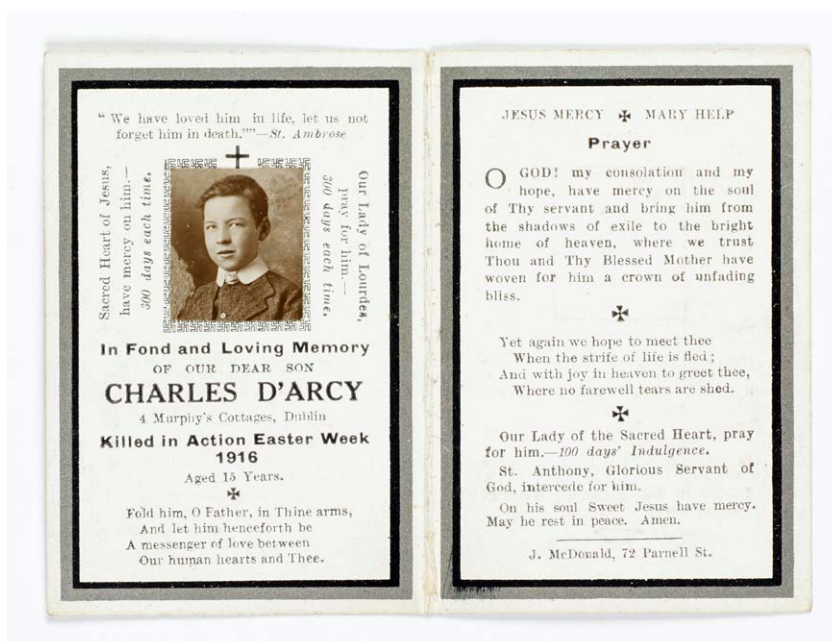 “ We have loved him in life, let us not
forget him in death.””—St. Ambrose
Sacred Heart of Jesus,
have mercy on him.—
300 days each time.
Our Lady of Lourdes,
pray for him.—
300 days each time.
In Fond and Loving Memory
OF OUR DEAR SON
CHARLES D'ARCY
4 Murphy's Cottages, Dublin
Killed in Action Easter Week
1916
Aged 15 Years.
Fold him, O Father, in Thine arms,
And let him henceforth be
A messenger of love between
Our human hearts and Thee.
JESUS MERCY ✠ MARY HELP
Prayer
O GOD! my consolation and my
hope, have mercy on the soul
of Thy servant and bring him from
the shadows of exile to the bright
home of heaven, where we trust
Thou and Thy Blessed Mother have
woven for him a crown of unfading
bliss.
Yet again we hope to meet thee
When the strife of life is fled ;
And with joy in heaven to greet thee,
Where no farewell tears are shed.
Our Lady of the Sacred Heart, pray
for him.—100 days' Indulgence.
St. Anthony, Glorious Servant of
God, intercede for him.
On his soul Sweet Jesus have mercy.
May he rest in peace. Amen.
J. McDonald, 72 Parnell St.